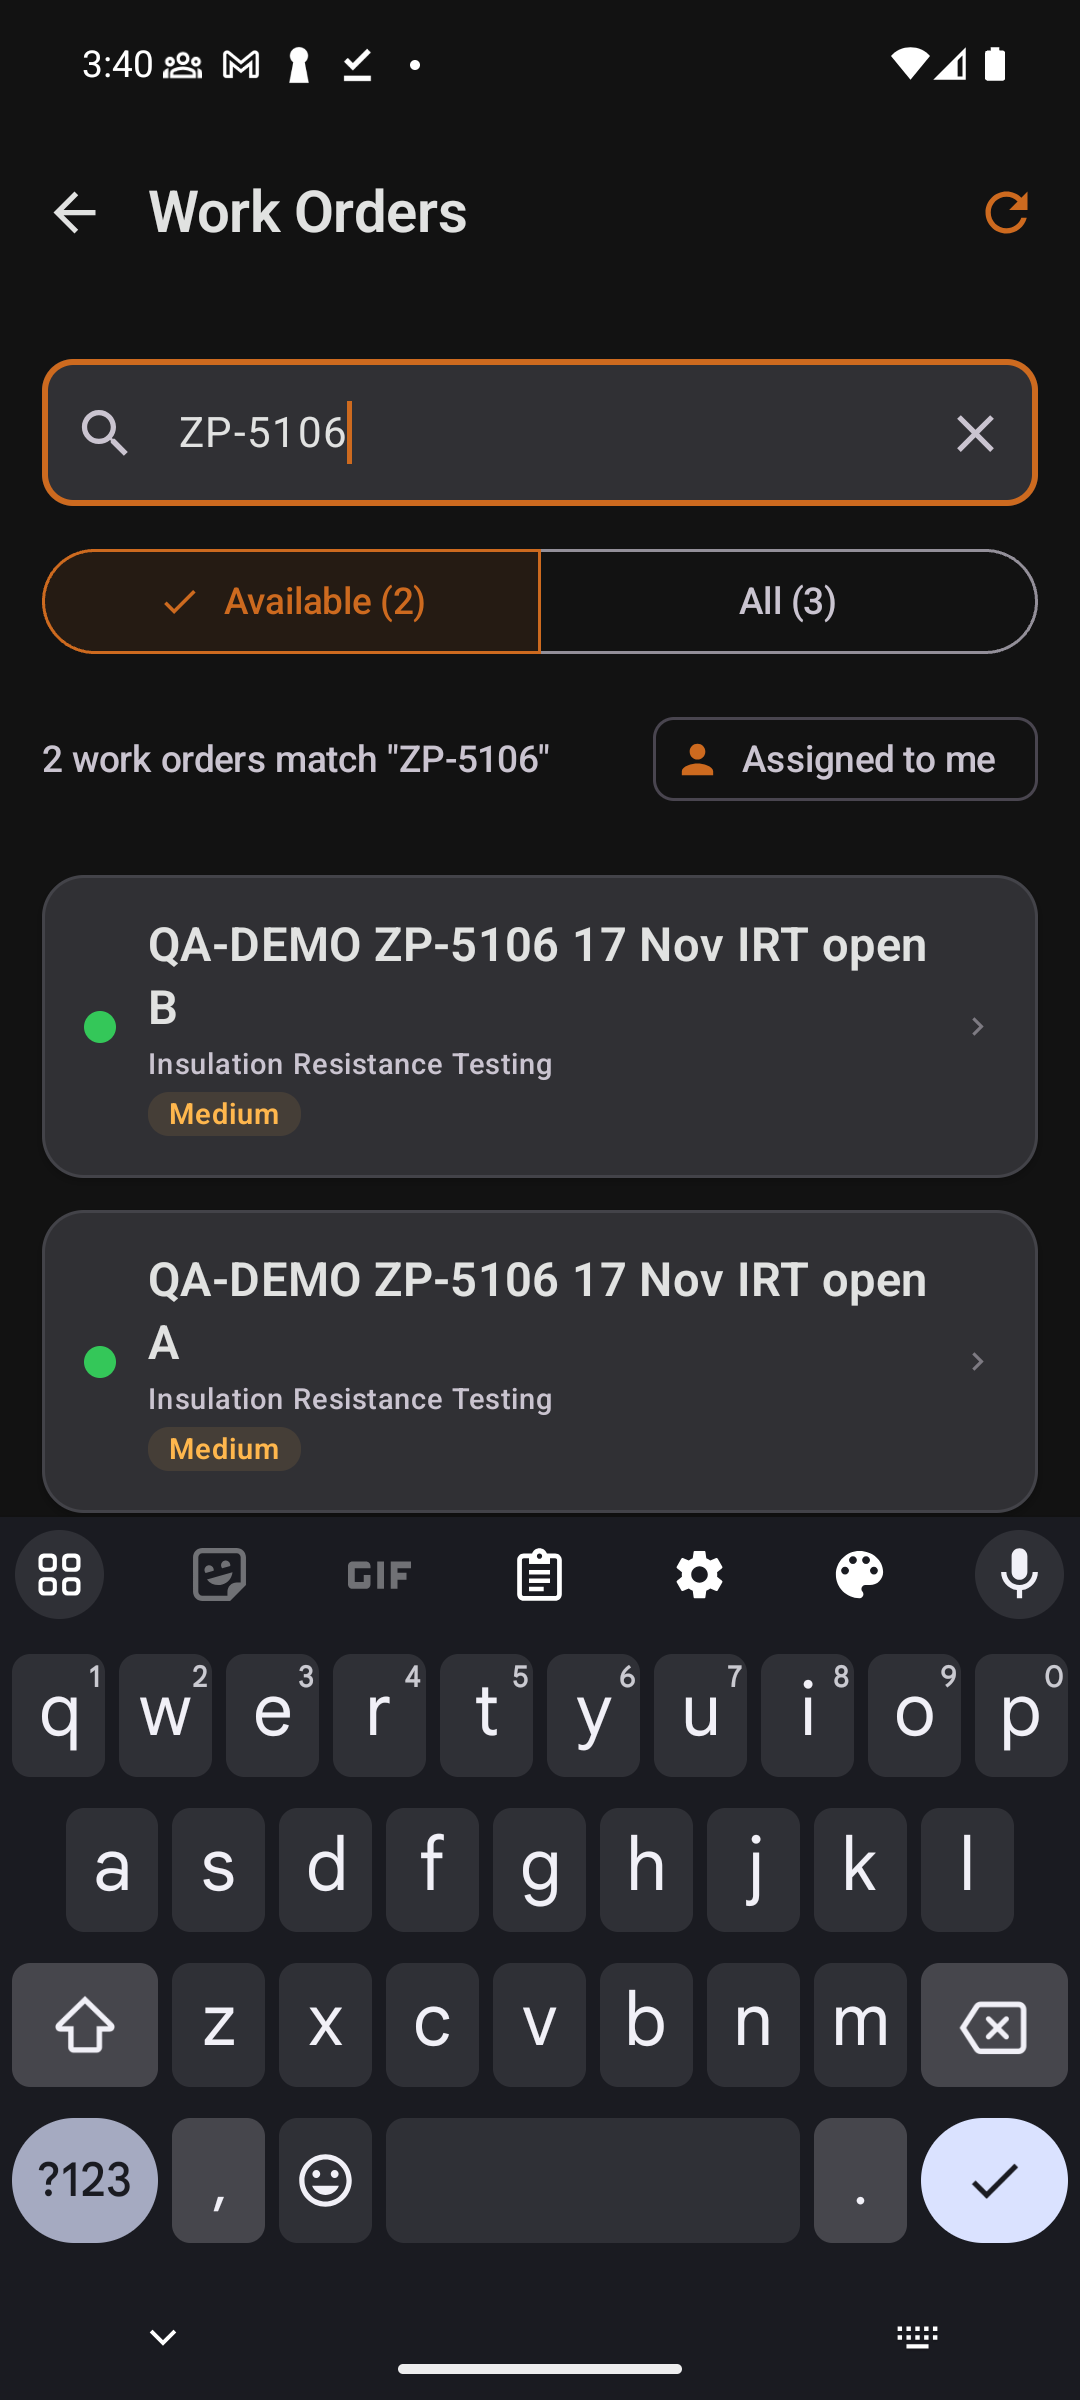 3:40
Work Orders
ZP-5106
Available (2)
All (3)
2 work orders match "ZP-5106"
Assigned to me
QA-DEMO ZP-5106 17 Nov IRT open
B
Insulation Resistance Testing
Medium
QA-DEMO ZP-5106 17 Nov IRT open
A
Insulation Resistance Testing
Medium
GIF
q 1 w 2 e 3 r 4 t 5 y 6 u 7 i 8 o 9 p 0
a s d f g h j k l
z x c v b n m
?123 , .